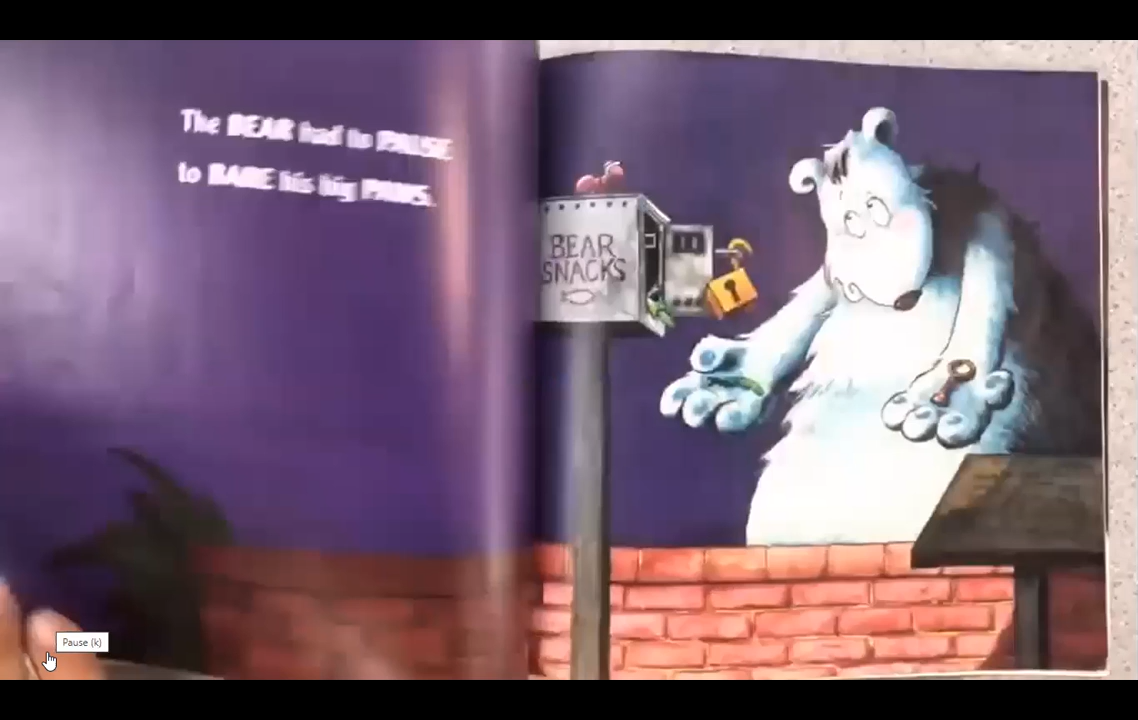 The BEAR had to PAUSE
to BARE his big PAWS.
BEAR
SNACKS
Pause (k)